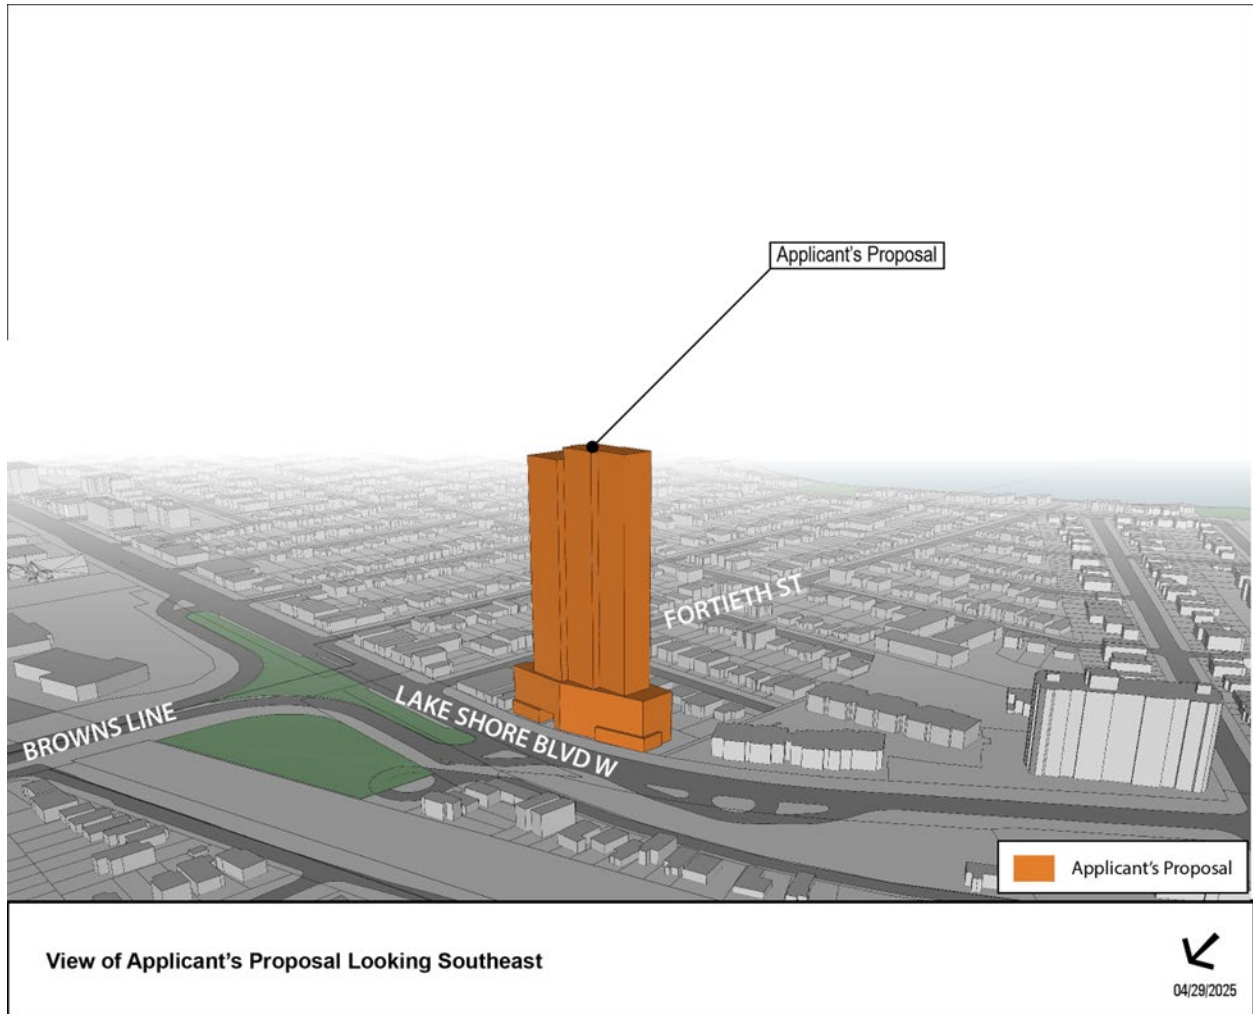 Applicant's Proposal
FORTIETH ST
LAKE SHORE BLVD W
BROWNS LINE
Applicant's Proposal
View of Applicant's Proposal Looking Southeast
04/29/2025